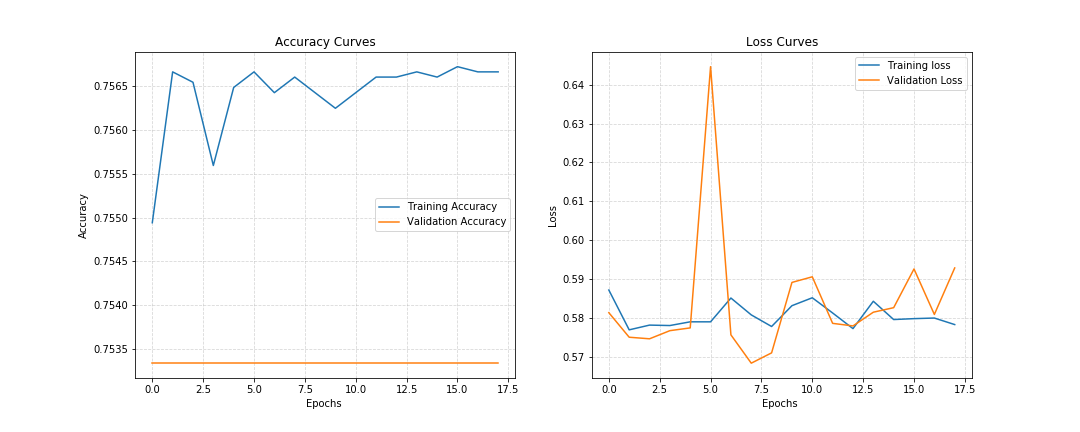 Accuracy Curves
0.7565
0.7560
0.7555
0.7550
0.7545
0.7540
0.7535
Accuracy
Training Accuracy
Validation Accuracy
0.0 2.5 5.0 7.5 10.0 12.5 15.0 17.5
Epochs
Loss Curves
0.64
0.63
0.62
0.61
0.60
0.59
0.58
0.57
Loss
Training loss
Validation Loss
0.0 2.5 5.0 7.5 10.0 12.5 15.0 17.5
Epochs